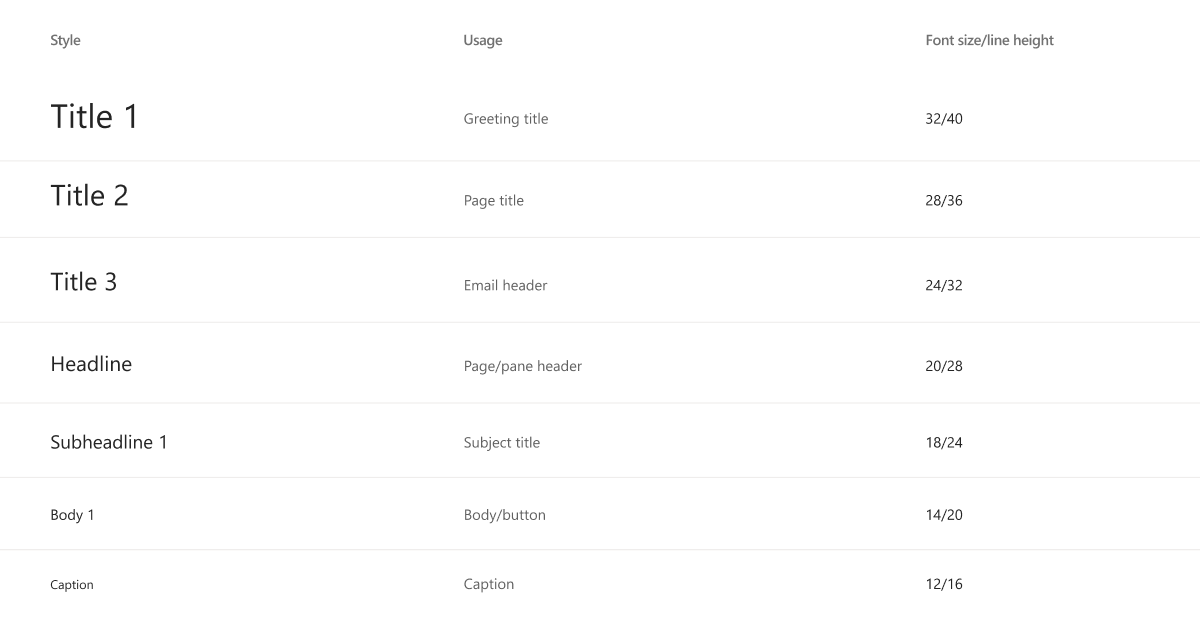 Style Usage Font size/line height
Title 1 Greeting title 32/40
Title 2 Page title 28/36
Title 3 Email header 24/32
Headline Page/pane header 20/28
Subheadline 1 Subject title 18/24
Body 1 Body/button 14/20
Caption Caption 12/16